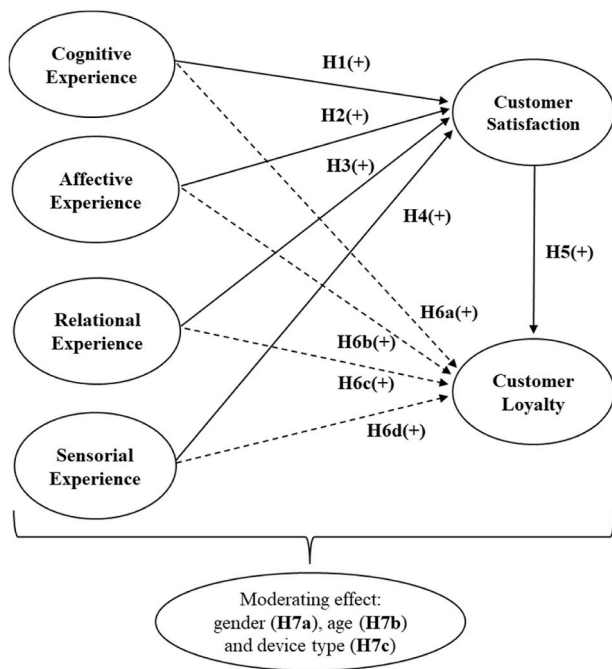 Cognitive
Experience
H1(+)
Customer
Satisfaction
H2(+)
Affective
Experience
H3(+)
H4(+)
H5(+)
Relational
Experience
H6a(+)
H6b(+)
H6c(+)
Customer
Loyalty
H6d(+)
Sensorial
Experience
Moderating effect:
gender (H7a), age (H7b)
and device type (H7c)